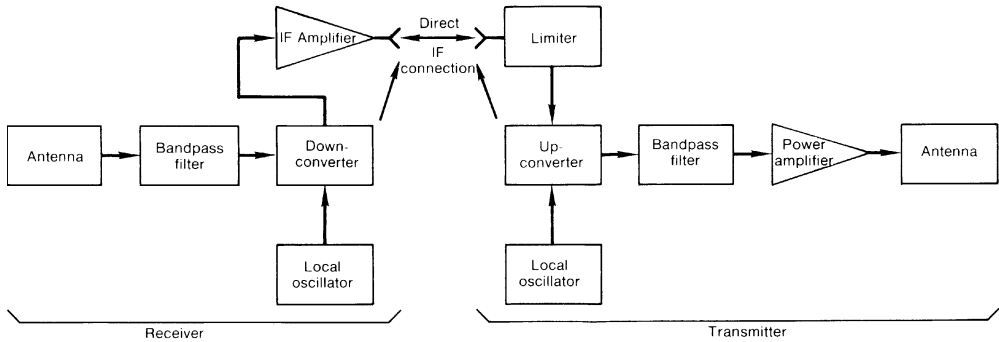 IF Amplifier
Direct
IF
connection
Limiter
Antenna
Bandpass
filter
Down-
converter
Up-
converter
Bandpass
filter
Power
amplifier
Antenna
Local
oscillator
Local
oscillator
Receiver
Transmitter